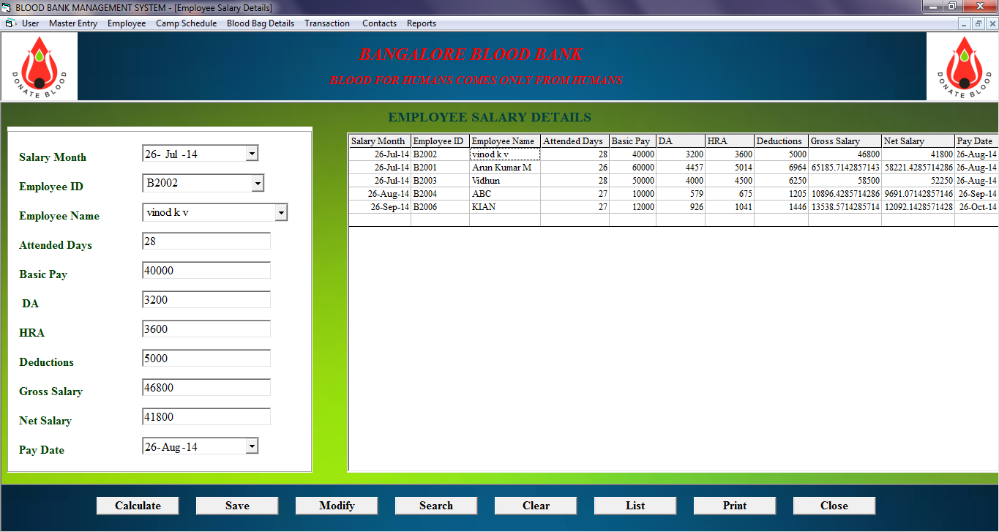 BLOOD BANK MANAGEMENT SYSTEM - [Employee Salary Details]
User Master Entry Employee Camp Schedule Blood Bag Details Transaction Contacts Reports
DONATE BLOOD
BANGALORE BLOOD BANK
BLOOD FOR HUMANS COMES ONLY FROM HUMANS
DONATE BLOOD
EMPLOYEE SALARY DETAILS
Salary Month 26- Jul -14
Employee ID B2002
Employee Name vinod k v
Attended Days 28
Basic Pay 40000
DA 3200
HRA 3600
Deductions 5000
Gross Salary 46800
Net Salary 41800
Pay Date 26-Aug-14
Salary Month Employee ID Employee Name Attended Days Basic Pay DA HRA Deductions Gross Salary Net Salary Pay Date
26-Jul-14 B2002 vinod k v 28 40000 3200 3600 5000 46800 41800 26-Aug-14
26-Jul-14 B2001 Arun Kumar M 26 60000 4457 5014 6964 65185.7142857143 58221.4285714286 26-Aug-14
26-Jul-14 B2003 Vidhun 28 50000 4000 4500 6250 58500 52250 26-Aug-14
26-Aug-14 B2004 ABC 27 10000 579 675 1205 10896.4285714286 9691.07142857146 26-Sep-14
26-Sep-14 B2006 KIAN 27 12000 926 1041 1446 13538.5714285714 12092.1428571428 26-Oct-14
Calculate Save Modify Search Clear List Print Close